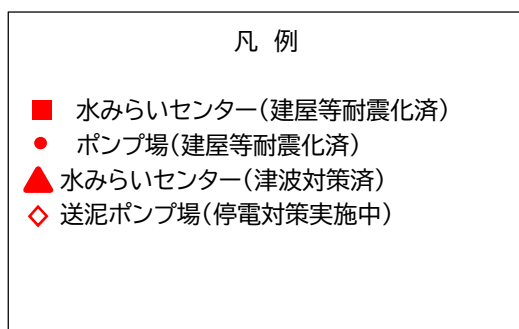 凡 例
水みらいセンター(建屋等耐震化済)
ポンプ場(建屋等耐震化済)
水みらいセンター(津波対策済)
送泥ポンプ場(停電対策実施中)